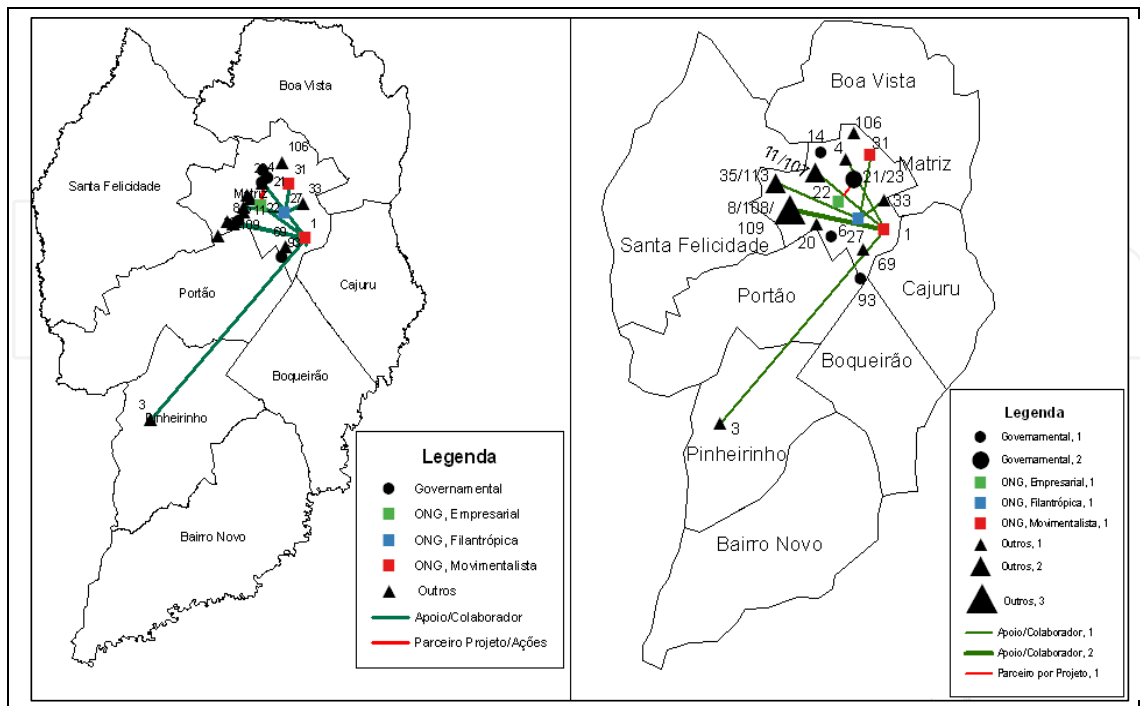 Boa Vista
106
31
21
33
Santa Felicidade
27
1
69
Portão
Cajuru
Boqueirão
3
Pinheirinho
Bairro Novo
Legenda
Governamental
ONG, Empresarial
ONG, Filantrópica
ONG, Movimentalista
Outros
Apoio/Colaborador
Parceiro Projeto/Ações
Boa Vista
106
14
4
31
Matriz
11/101
35/113
21/23
22
33
8/108/
109
Santa Felicidade
20
6
27
1
69
93
Portão
Cajuru
Boqueirão
3
Pinheirinho
Bairro Novo
Legenda
Governamental, 1
Governamental, 2
ONG, Empresarial, 1
ONG, Filantrópica, 1
ONG, Movimentalista, 1
Outros, 1
Outros, 2
Outros, 3
Apoio/Colaborador, 1
Apoio/Colaborador, 2
Parceiro por Projeto, 1